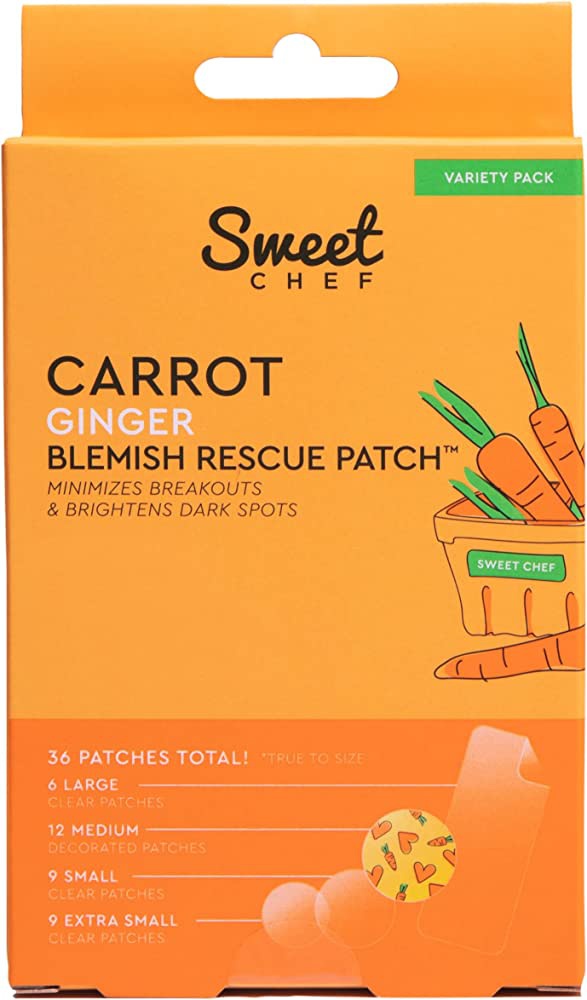 VARIETY PACK
Sweet
CHEF
CARROT
GINGER
BLEMISH RESCUE PATCH™
MINIMIZES BREAKOUTS
& BRIGHTENS DARK SPOTS
SWEET CHEF
36 PATCHES TOTAL! *TRUE TO SIZE
6 LARGE
CLEAR PATCHES
12 MEDIUM
DECORATED PATCHES
9 SMALL
CLEAR PATCHES
9 EXTRA SMALL
CLEAR PATCHES